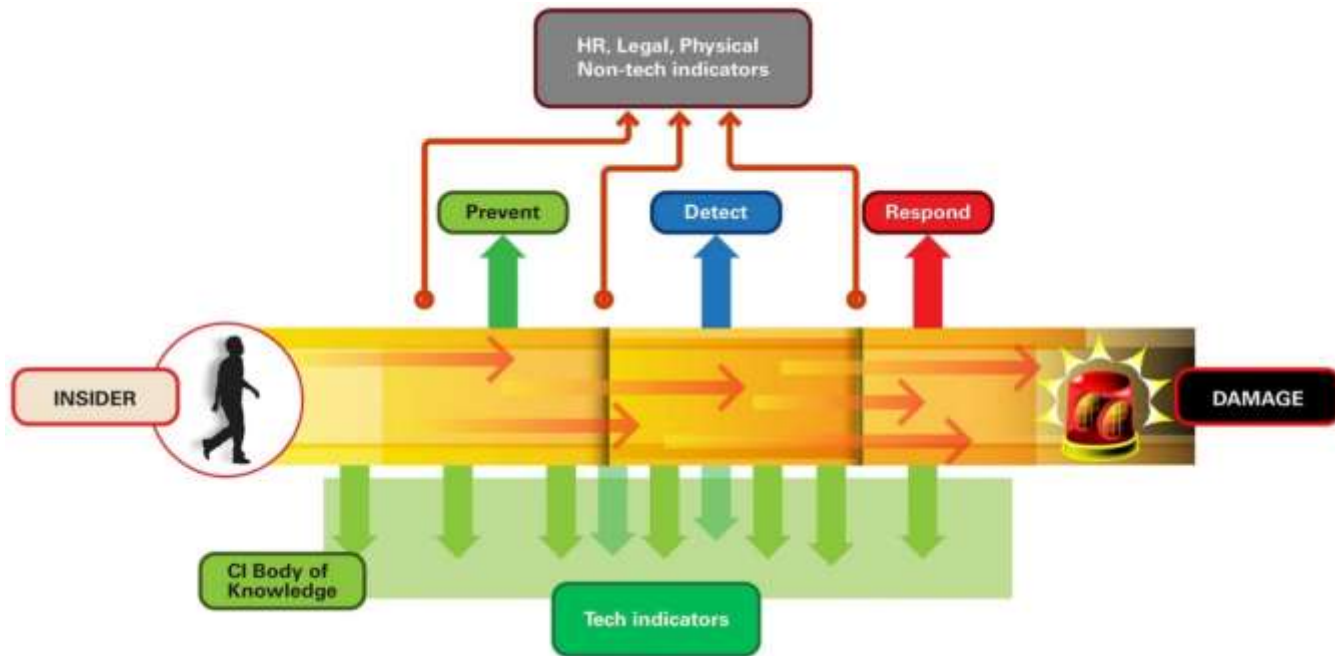 HR, Legal, Physical
Non-tech indicators
Prevent
Detect
Respond
INSIDER
DAMAGE
CI Body of
Knowledge
Tech indicators